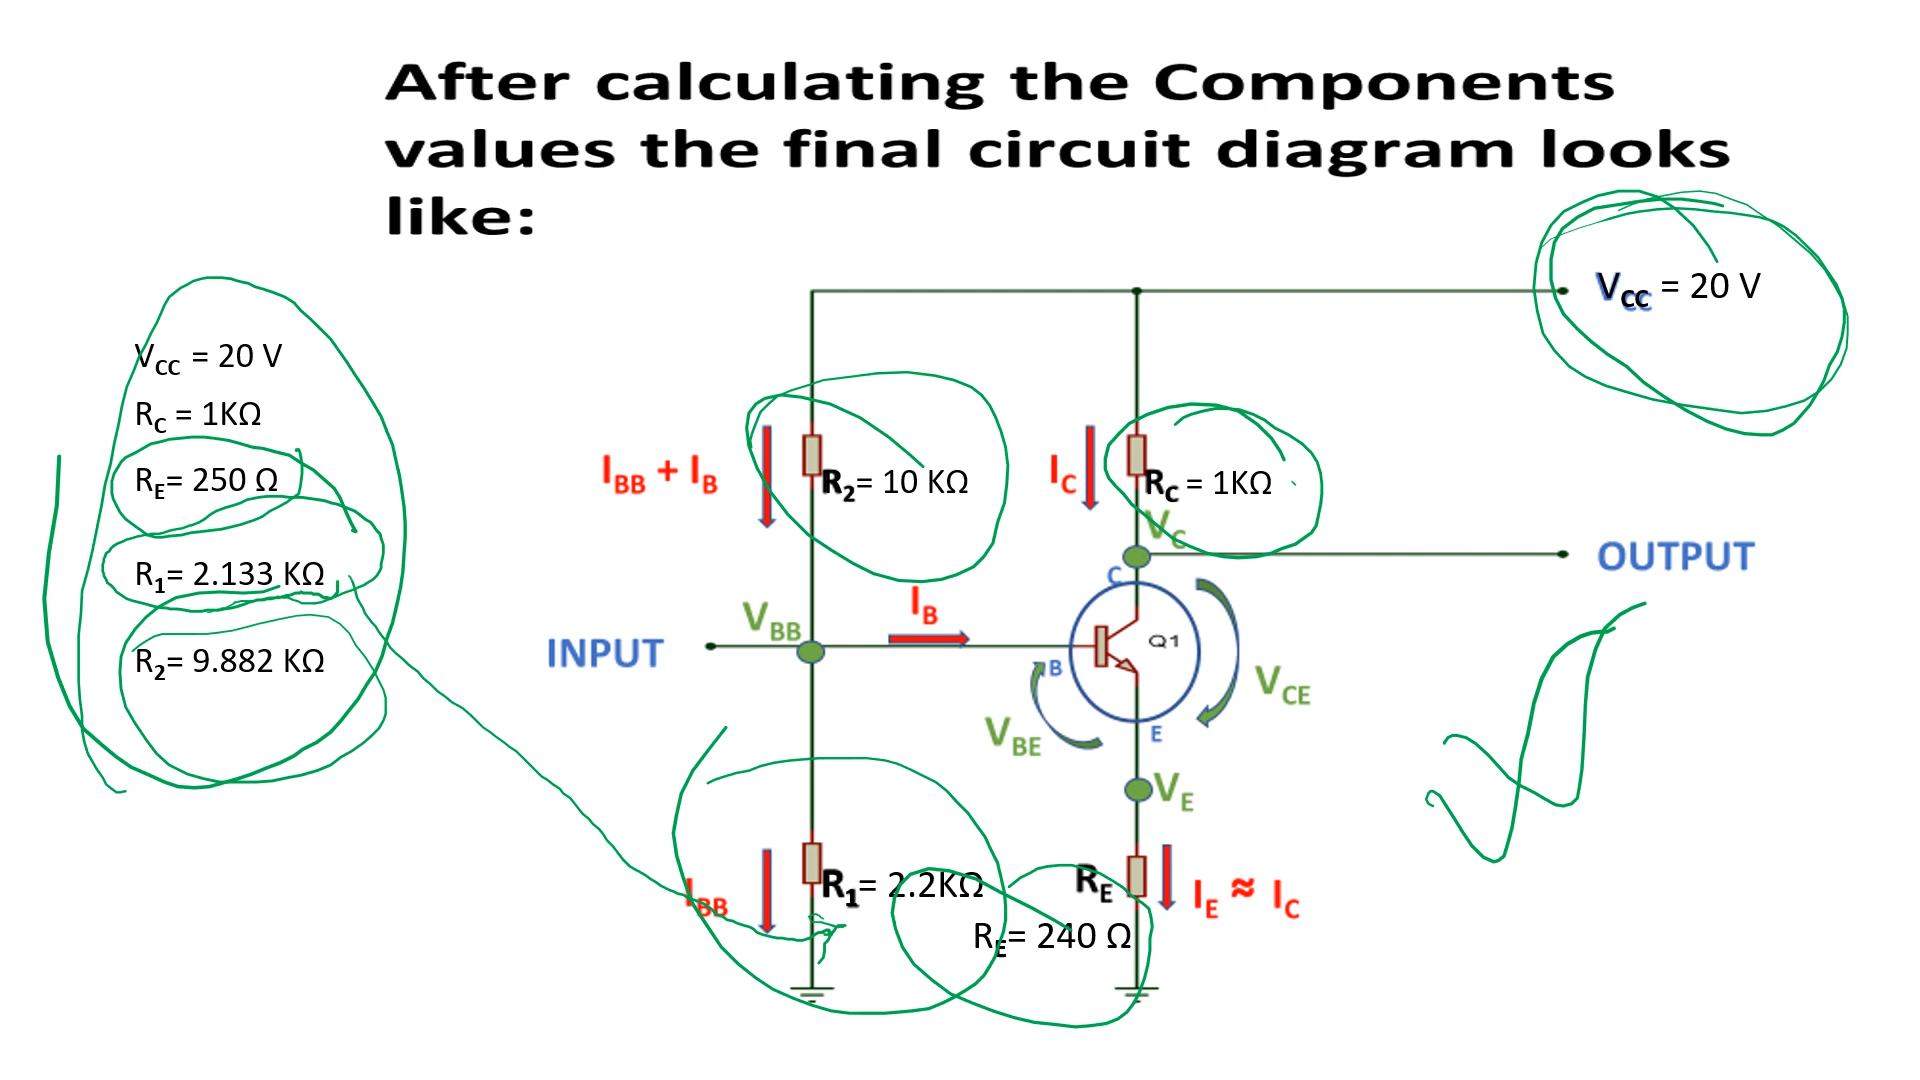 After calculating the Components
values the final circuit diagram looks
like:
VCC = 20 V
VCC = 20 V
RC = 1KΩ
RE= 250 Ω
R1= 2.133 KΩ
R2= 9.882 KΩ
IBB + IB
R2= 10 KΩ
IC
RC = 1KΩ
VC
OUTPUT
C
IB
VBB
INPUT
Q1
B
VCE
VBE
E
VE
IBB
R1= 2.2KΩ
RE
IE ≈ IC
RE= 240 Ω